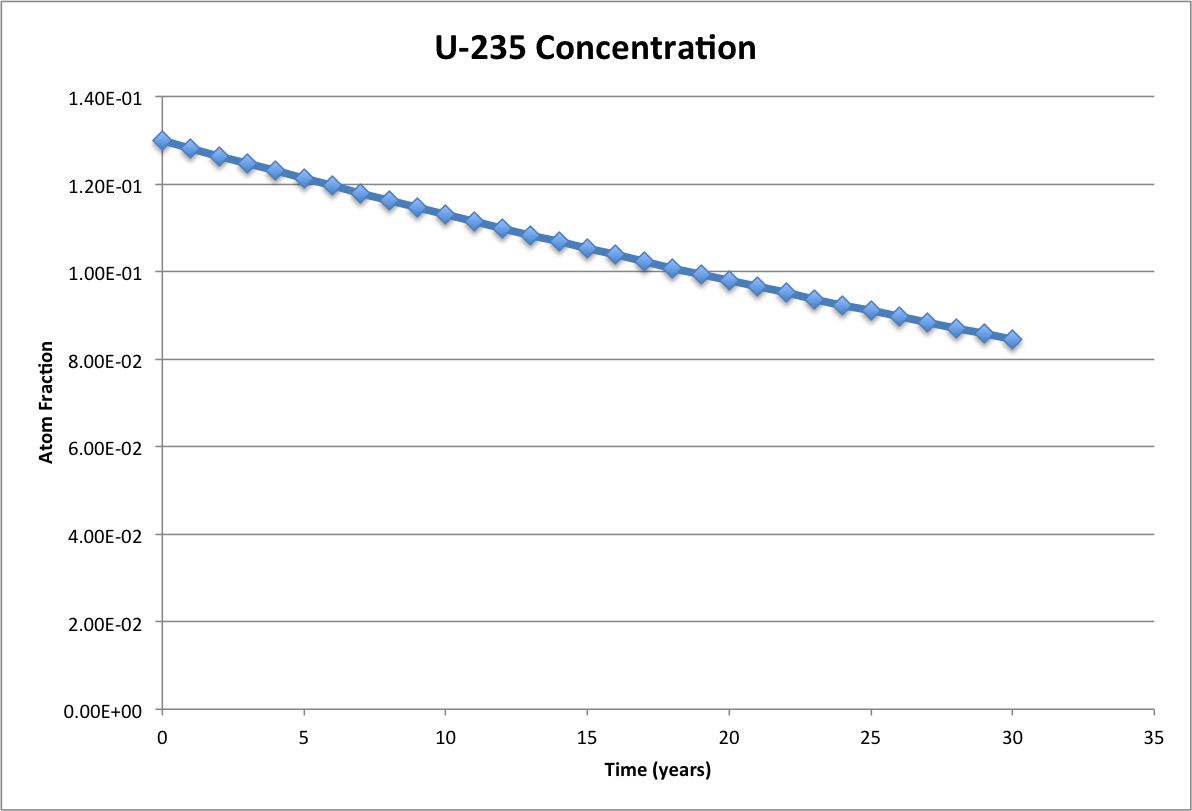 U-235 Concentration
1.40E-01
1.20E-01
1.00E-01
8.00E-02
6.00E-02
4.00E-02
2.00E-02
0.00E+00
Atom Fraction
0 5 10 15 20 25 30 35
Time (years)